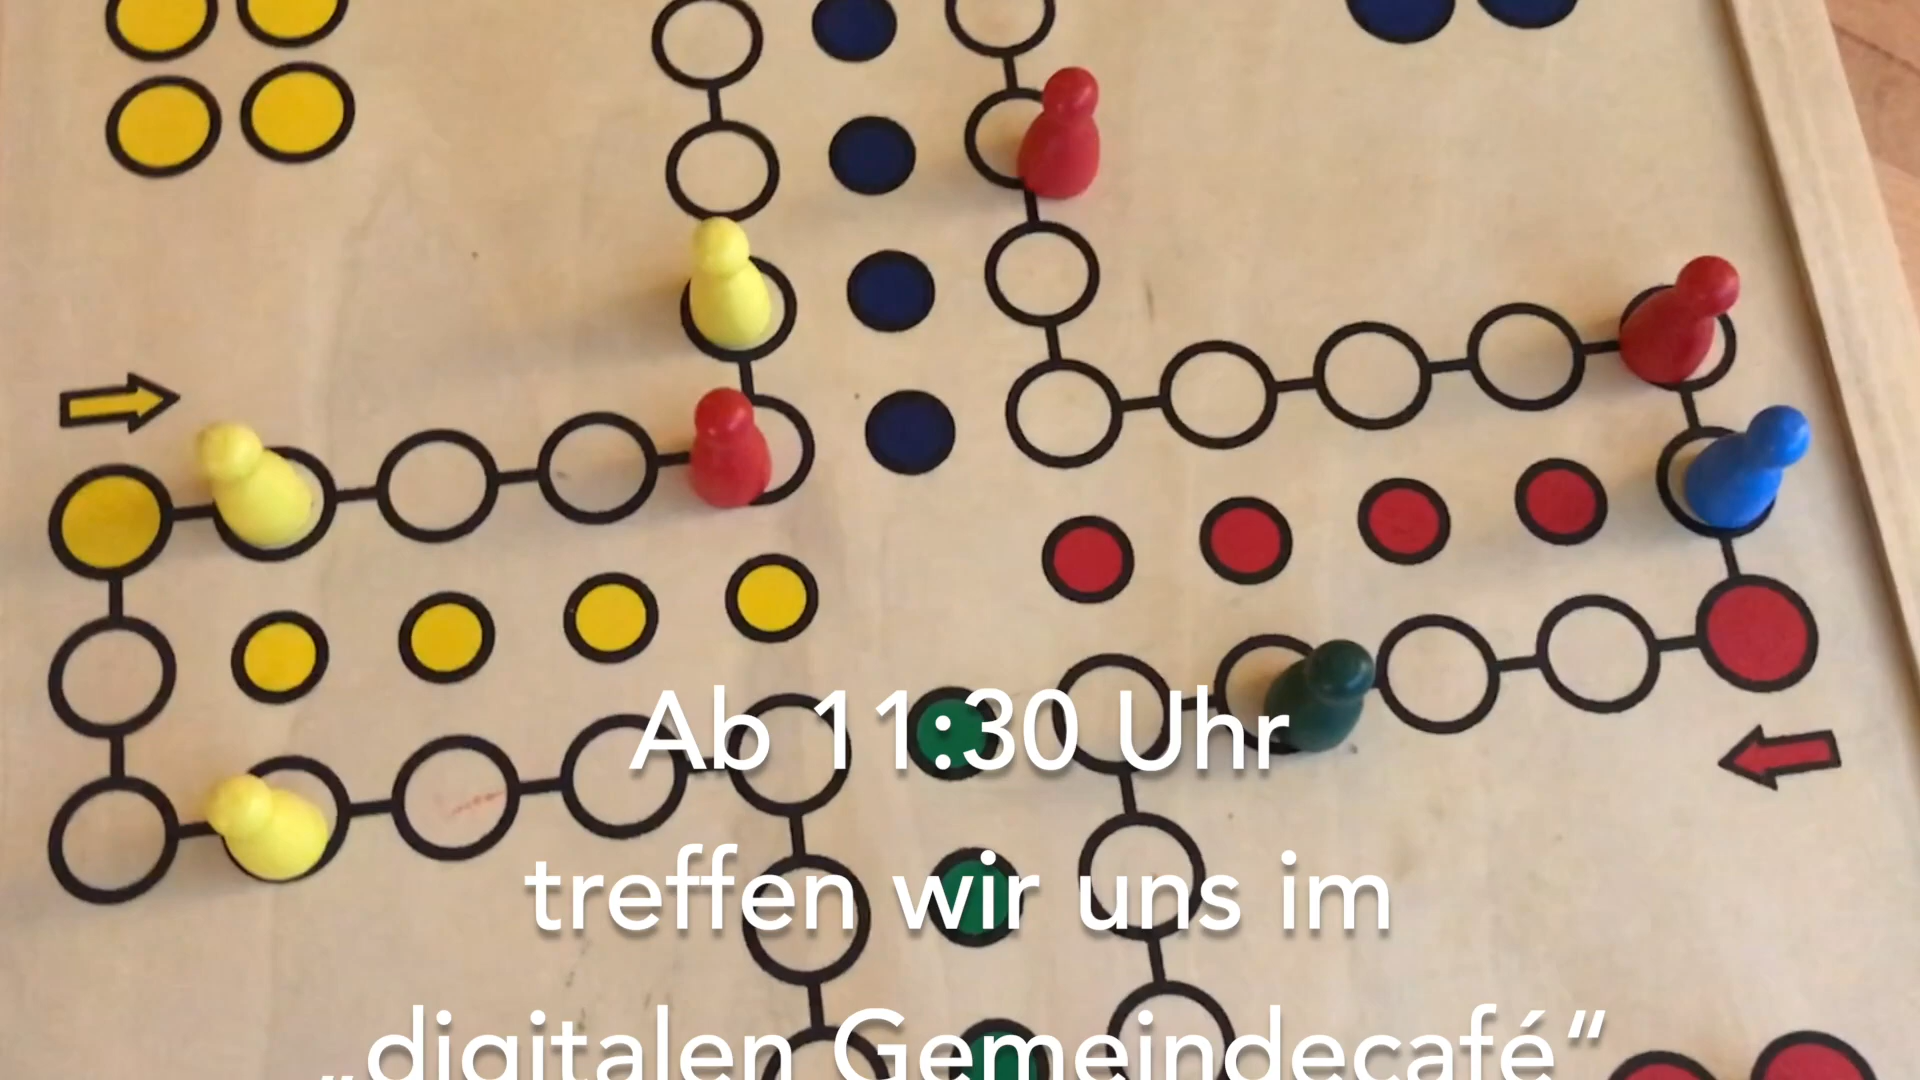 Ab 11:30 Uhr
treffen wir uns im
„digitalen Gemeindecafé“